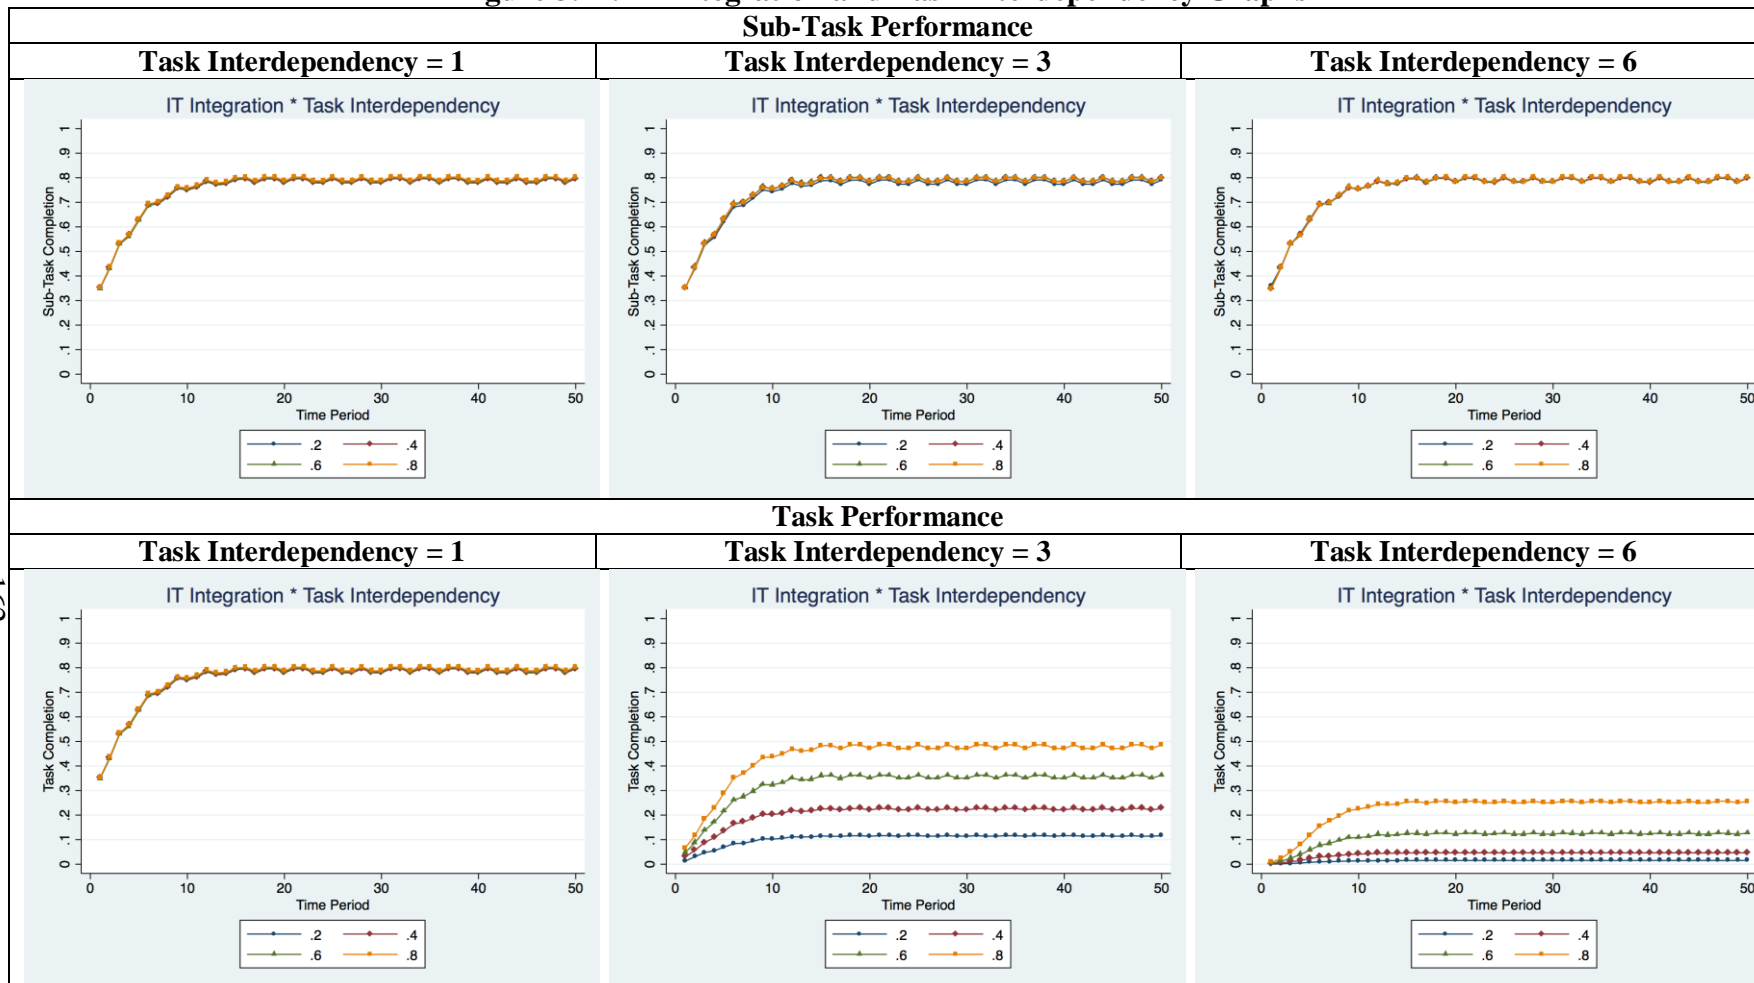 Sub-Task Performance
Task Interdependency = 1 Task Interdependency = 3 Task Interdependency = 6
IT Integration * Task Interdependency IT Integration * Task Interdependency IT Integration * Task Interdependency
Sub-Task Completion Sub-Task Completion Sub-Task Completion
1 1 1
.9 .9 .9
.8 .8 .8
.7 .7 .7
.6 .6 .6
.5 .5 .5
.4 .4 .4
.3 .3 .3
.2 .2 .2
.1 .1 .1
0 0 0
0 10 20 30 40 50 0 10 20 30 40 50 0 10 20 30 40 50
Time Period Time Period Time Period
.2 .4 .2 .4 .2 .4
.6 .8 .6 .8 .6 .8
Task Performance
Task Interdependency = 1 Task Interdependency = 3 Task Interdependency = 6
IT Integration * Task Interdependency IT Integration * Task Interdependency IT Integration * Task Interdependency
Task Completion Task Completion Task Completion
1 1 1
.9 .9 .9
.8 .8 .8
.7 .7 .7
.6 .6 .6
.5 .5 .5
.4 .4 .4
.3 .3 .3
.2 .2 .2
.1 .1 .1
0 0 0
0 10 20 30 40 50 0 10 20 30 40 50 0 10 20 30 40 50
Time Period Time Period Time Period
.2 .4 .2 .4 .2 .4
.6 .8 .6 .8 .6 .8